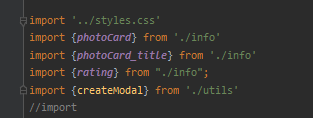 import '../styles.css'
import {photoCard} from './info'
import {photoCard_title} from './info'
import {rating} from "./info";
import {createModal} from './utils'
//import